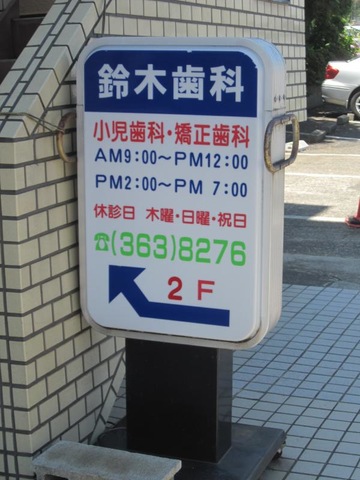 鈴木歯科
小児歯科・矯正歯科
AM9:00〜PM12:00
PM2:00〜PM 7:00
休診日 木曜・日曜・祝日
☎(363)8276
2F